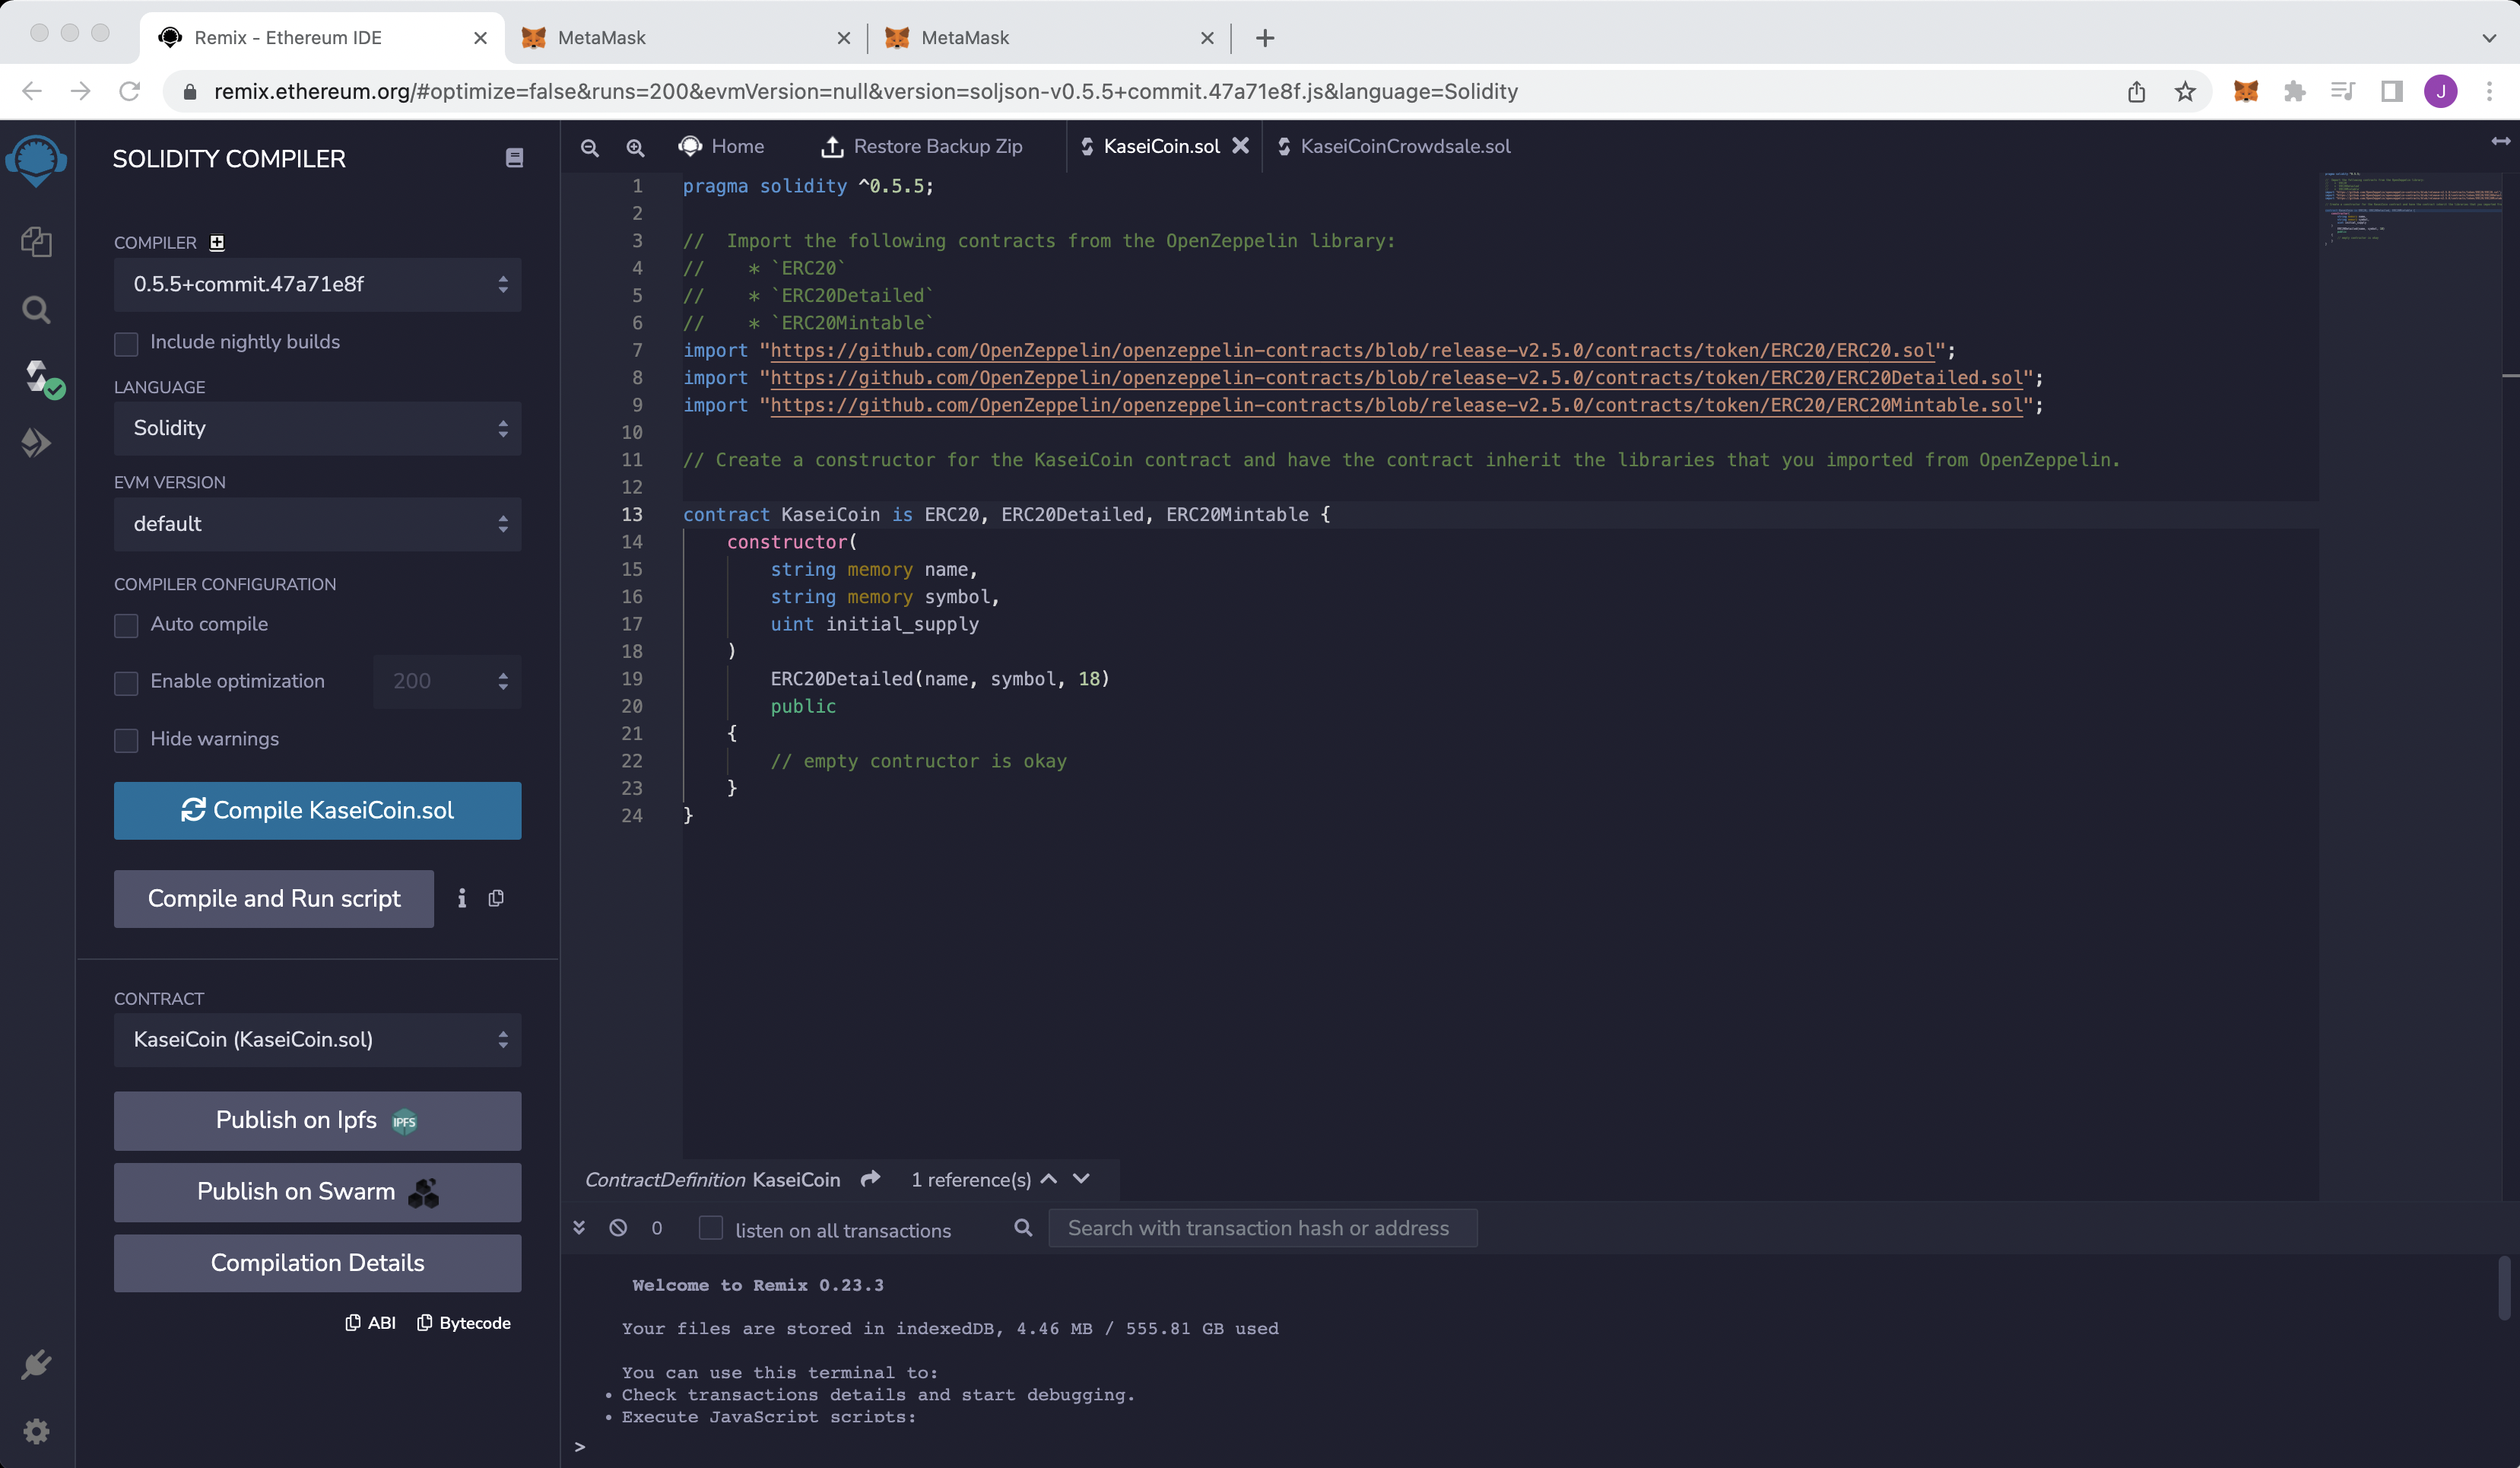 Remix - Ethereum IDE
MetaMask
MetaMask
remix.ethereum.org/#optimize=false&runs=200&evmVersion=null&version=soljson-v0.5.5+commit.47a71e8f.js&language=Solidity
J
SOLIDITY COMPILER
COMPILER
0.5.5+commit.47a71e8f
Include nightly builds
LANGUAGE
Solidity
EVM VERSION
default
COMPILER CONFIGURATION
Auto compile
Enable optimization 200
Hide warnings
Compile KaseiCoin.sol
Compile and Run script
CONTRACT
KaseiCoin (KaseiCoin.sol)
Publish on Ipfs IPFS
Publish on Swarm
Compilation Details
ABI Bytecode
Home Restore Backup Zip KaseiCoin.sol KaseiCoinCrowdsale.sol
1 pragma solidity ^0.5.5;
2
3 //  Import the following contracts from the OpenZeppelin library:
4 //    * `ERC20`
5 //    * `ERC20Detailed`
6 //    * `ERC20Mintable`
7 import "https://github.com/OpenZeppelin/openzeppelin-contracts/blob/release-v2.5.0/contracts/token/ERC20/ERC20.sol";
8 import "https://github.com/OpenZeppelin/openzeppelin-contracts/blob/release-v2.5.0/contracts/token/ERC20/ERC20Detailed.sol";
9 import "https://github.com/OpenZeppelin/openzeppelin-contracts/blob/release-v2.5.0/contracts/token/ERC20/ERC20Mintable.sol";
10
11 // Create a constructor for the KaseiCoin contract and have the contract inherit the libraries that you imported from OpenZeppelin.
12
13 contract KaseiCoin is ERC20, ERC20Detailed, ERC20Mintable {
14     constructor(
15         string memory name,
16         string memory symbol,
17         uint initial_supply
18     )
19         ERC20Detailed(name, symbol, 18)
20         public
21     {
22         // empty contructor is okay
23     }
24 }
ContractDefinition KaseiCoin 1 reference(s)
0 listen on all transactions Search with transaction hash or address
Welcome to Remix 0.23.3
Your files are stored in indexedDB, 4.46 MB / 555.81 GB used
You can use this terminal to:
• Check transactions details and start debugging.
• Execute JavaScript scripts:
>